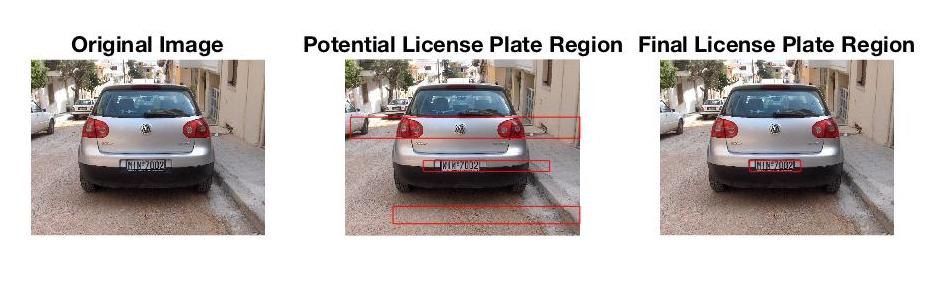 Original Image
Potential License Plate Region
Final License Plate Region